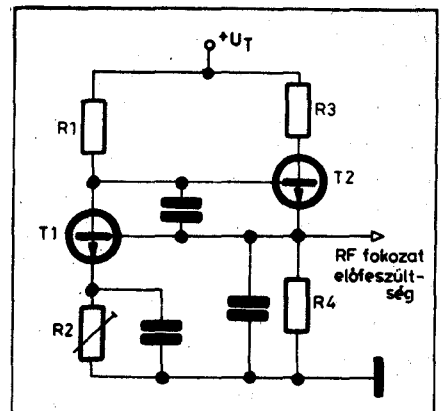 +UT
R1
R3
T2
T1
RF fokozat
előfeszült-
ség
R2
R4